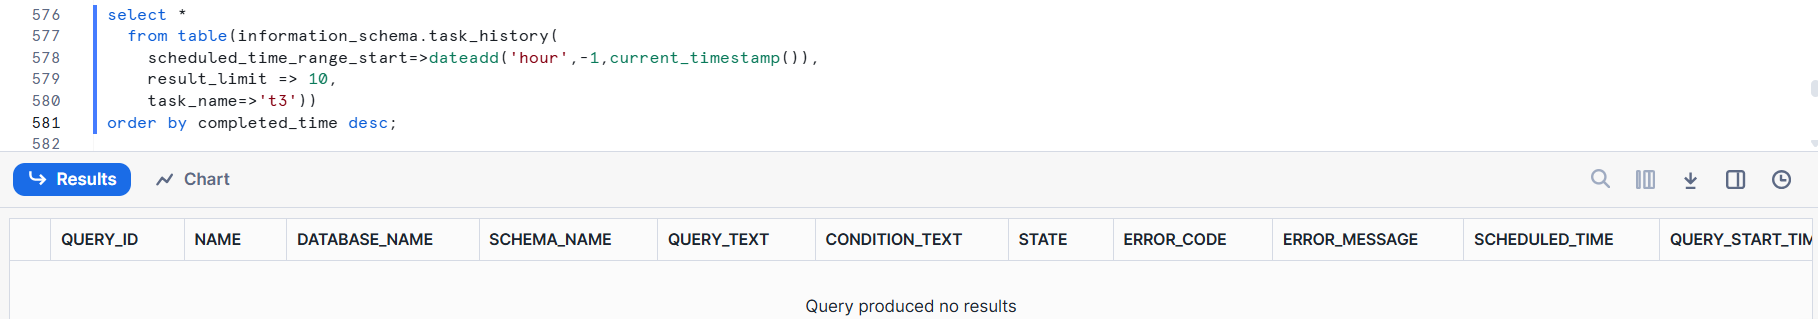 576 select *
577 from table(information_schema.task_history(
578 scheduled_time_range_start=>dateadd('hour',-1,current_timestamp()),
579 result_limit => 10,
580 task_name=>'t3'))
581 order by completed_time desc;
582
Results Chart
QUERY_ID NAME DATABASE_NAME SCHEMA_NAME QUERY_TEXT CONDITION_TEXT STATE ERROR_CODE ERROR_MESSAGE SCHEDULED_TIME QUERY_START_TIM
Query produced no results